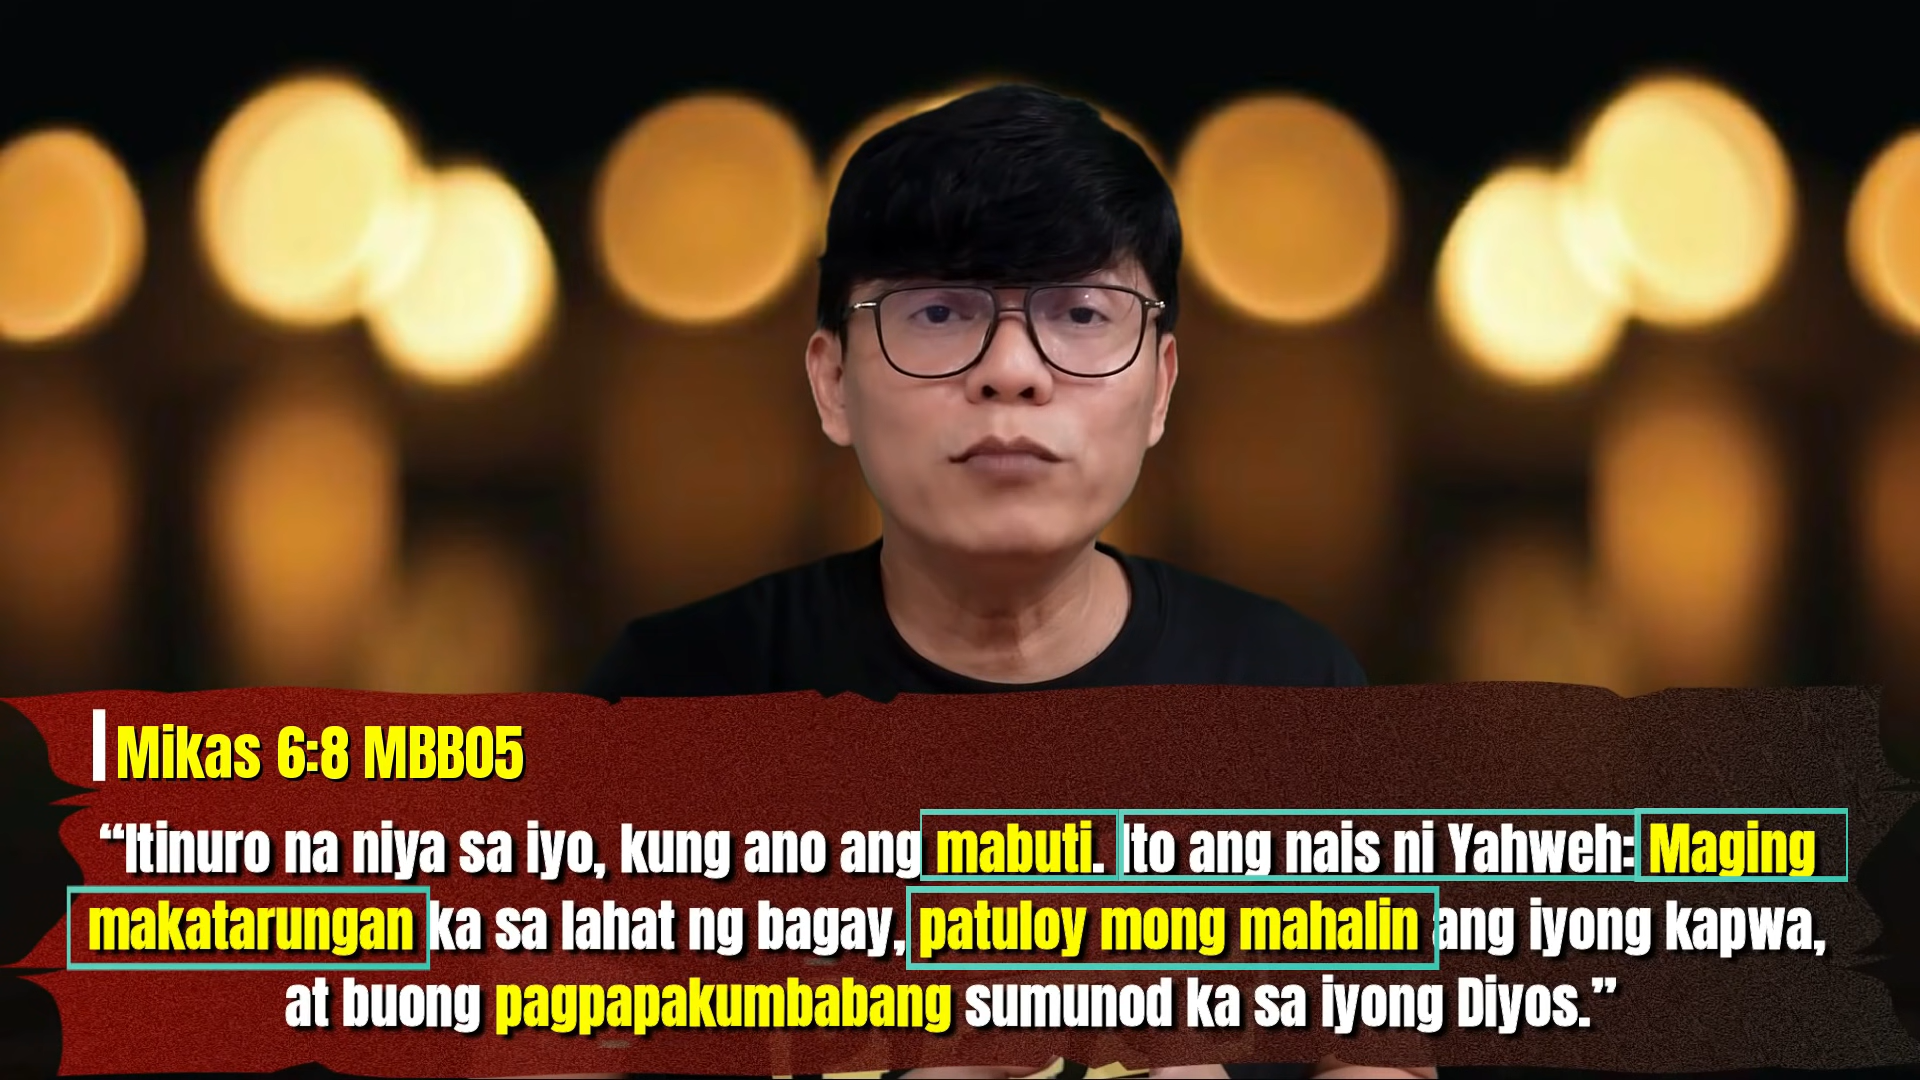 Mikas 6:8 MBB05
“Itinuro na niya sa iyo, kung ano ang mabuti. Ito ang nais ni Yahweh: Maging
makatarungan ka sa lahat ng bagay, patuloy mong mahalin ang iyong kapwa,
at buong pagpapakumbabang sumunod ka sa iyong Diyos.”